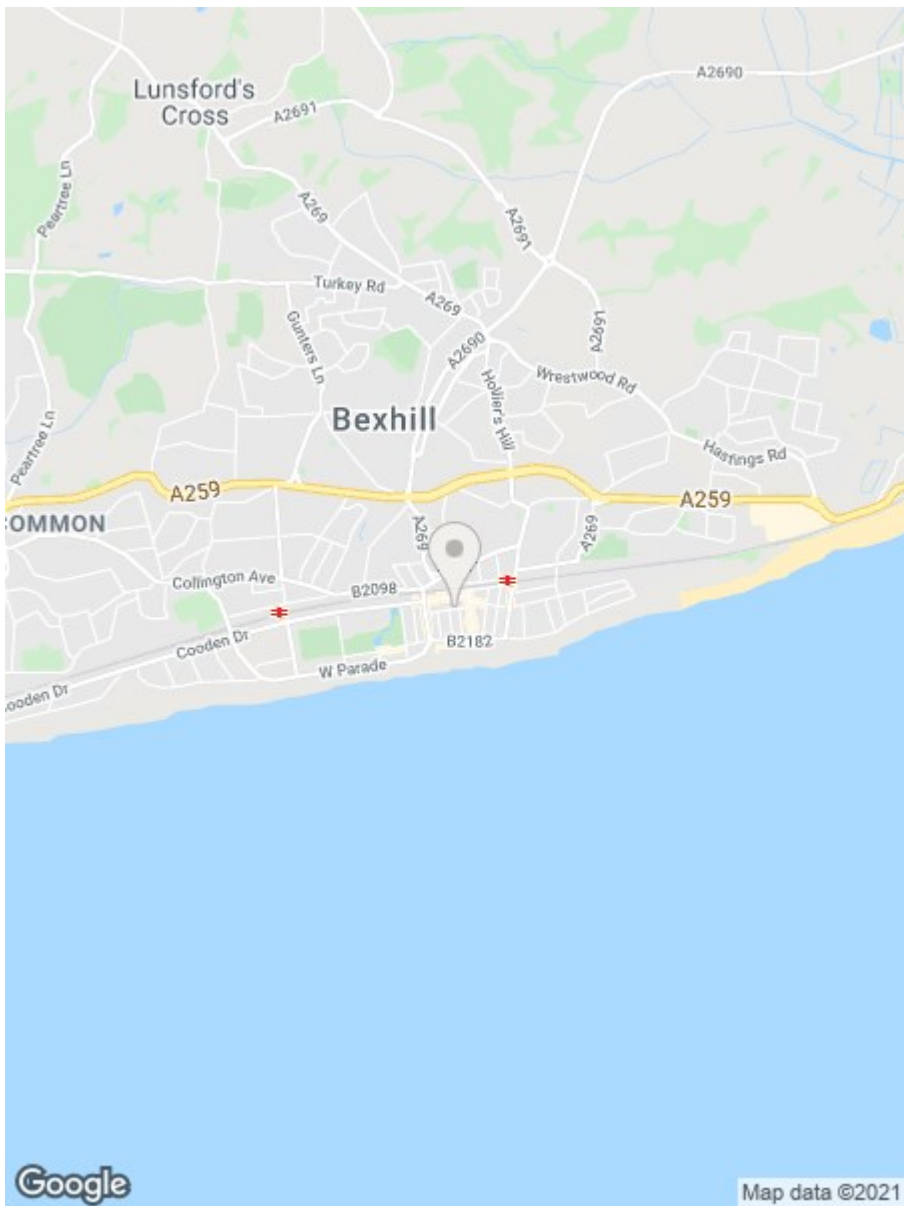 A2690
Lunsford's
Cross
A2691
Peartree Ln
A269
A2691
Turkey Rd
A269
Gunters Ln
A2690
A2691
Hollier's Hill
Wrestwood Rd
Bexhill
Peartree Ln
Hastings Rd
A259
A259
OMMON
A269
A269
Collington Ave
B2098
Cooden Dr
B2182
W Parade
ooden Dr
Google
Map data ©2021